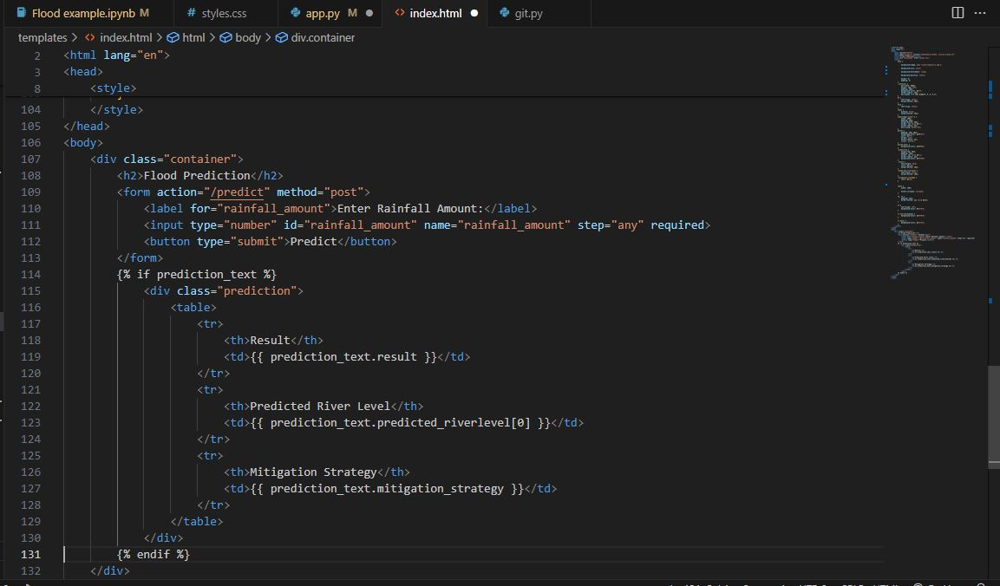 Flood example.ipynb M
# styles.css
app.py M
<> index.html
git.py
templates > <> index.html > html > body > div.container
2 <html lang="en">
3 <head>
8 <style>
104 </style>
105 </head>
106 <body>
107 <div class="container">
108 <h2>Flood Prediction</h2>
109 <form action="/predict" method="post">
110 <label for="rainfall_amount">Enter Rainfall Amount:</label>
111 <input type="number" id="rainfall_amount" name="rainfall_amount" step="any" required>
112 <button type="submit">Predict</button>
113 </form>
114 {% if prediction_text %}
115 <div class="prediction">
116 <table>
117 <tr>
118 <th>Result</th>
119 <td>{{ prediction_text.result }}</td>
120 </tr>
121 <tr>
122 <th>Predicted River Level</th>
123 <td>{{ prediction_text.predicted_riverlevel[0] }}</td>
124 </tr>
125 <tr>
126 <th>Mitigation Strategy</th>
127 <td>{{ prediction_text.mitigation_strategy }}</td>
128 </tr>
129 </table>
130 </div>
131 {% endif %}
132 </div>